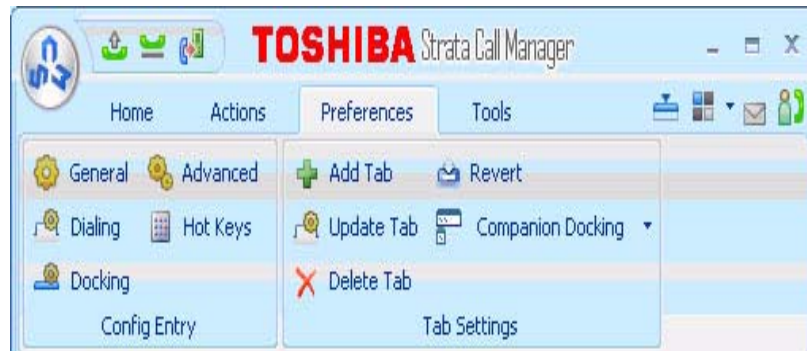 TOSHIBA Strata Call Manager
Home Actions Preferences Tools
General Advanced Add Tab Revert
Dialing Hot Keys Update Tab Companion Docking
Docking Delete Tab
Config Entry Tab Settings